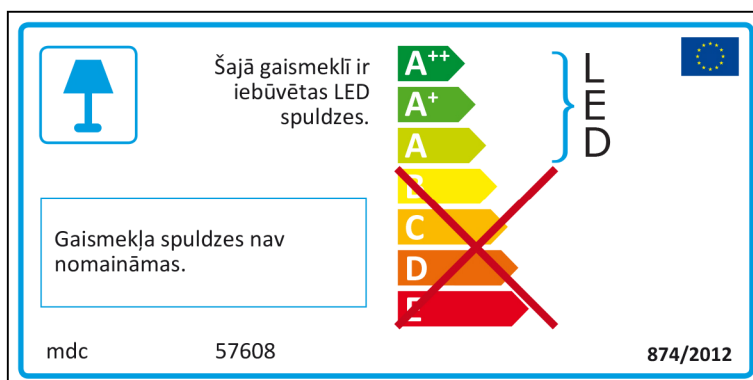 Šajā gaismeklī ir
iebūvētas LED
spuldzes.
A++
A+
A
B
C
D
E
L
E
D
Gaismekļa spuldzes nav
nomaināmas.
mdc 57608
874/2012